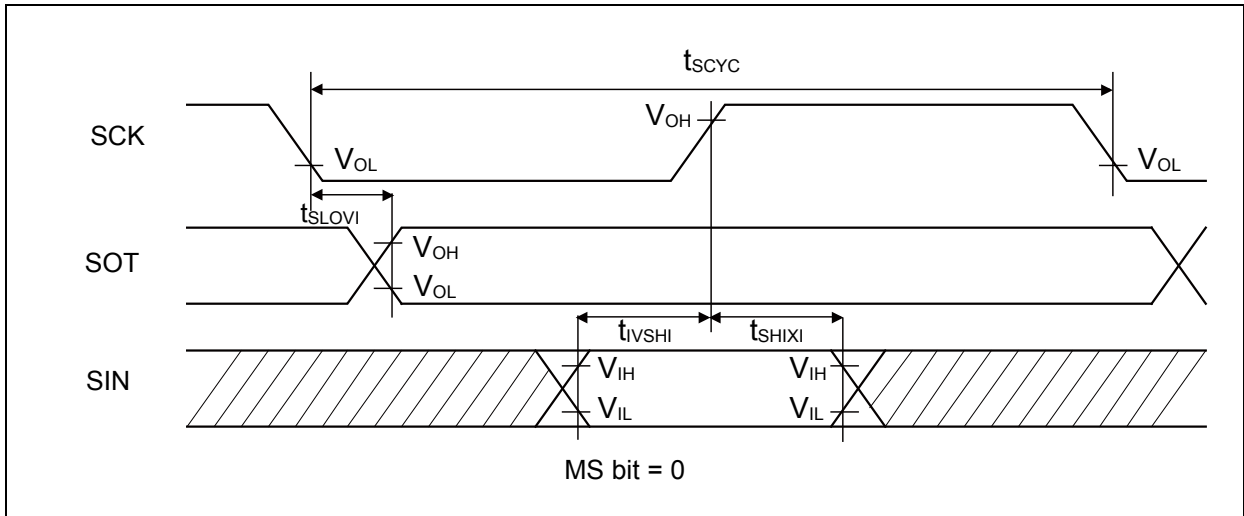 tSCYC
SCK
VOH
VOL
VOL
tSLOVI
SOT
VOH
VOL
tIVSHI
tSHIXI
SIN
VIH
VIH
VIL
VIL
MS bit = 0